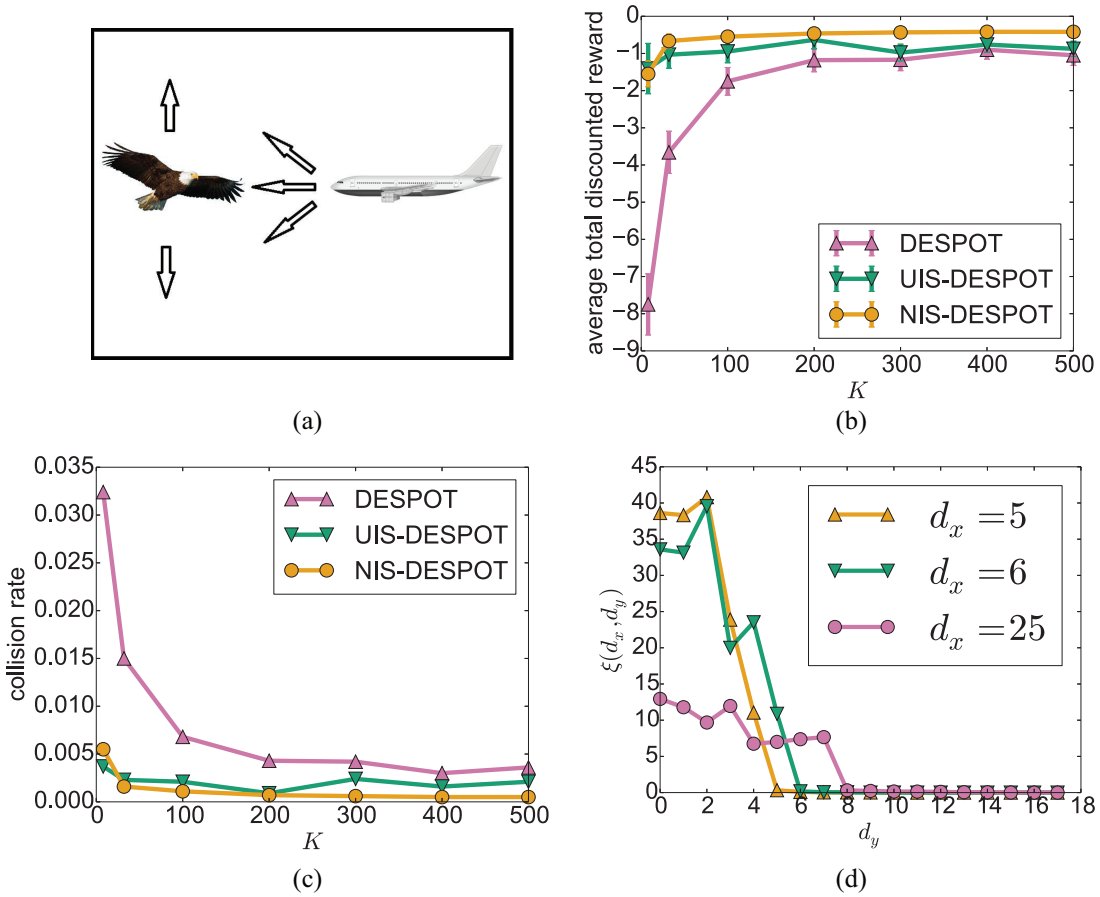 0
−1
−2
−3
−4
−5
−6
−7
−8
−9
average total discounted reward
DESPOT
UIS-DESPOT
NIS-DESPOT
0 100 200 300 400 500
K
(a)
(b)
0.035
0.030
0.025
0.020
0.015
0.010
0.005
0.000
collision rate
DESPOT
UIS-DESPOT
NIS-DESPOT
0 100 200 300 400 500
K
45
40
35
30
25
20
15
10
5
0
ξ(d_x, d_y)
d_x = 5
d_x = 6
d_x = 25
0 2 4 6 8 10 12 14 16 18
d_y
(c)
(d)